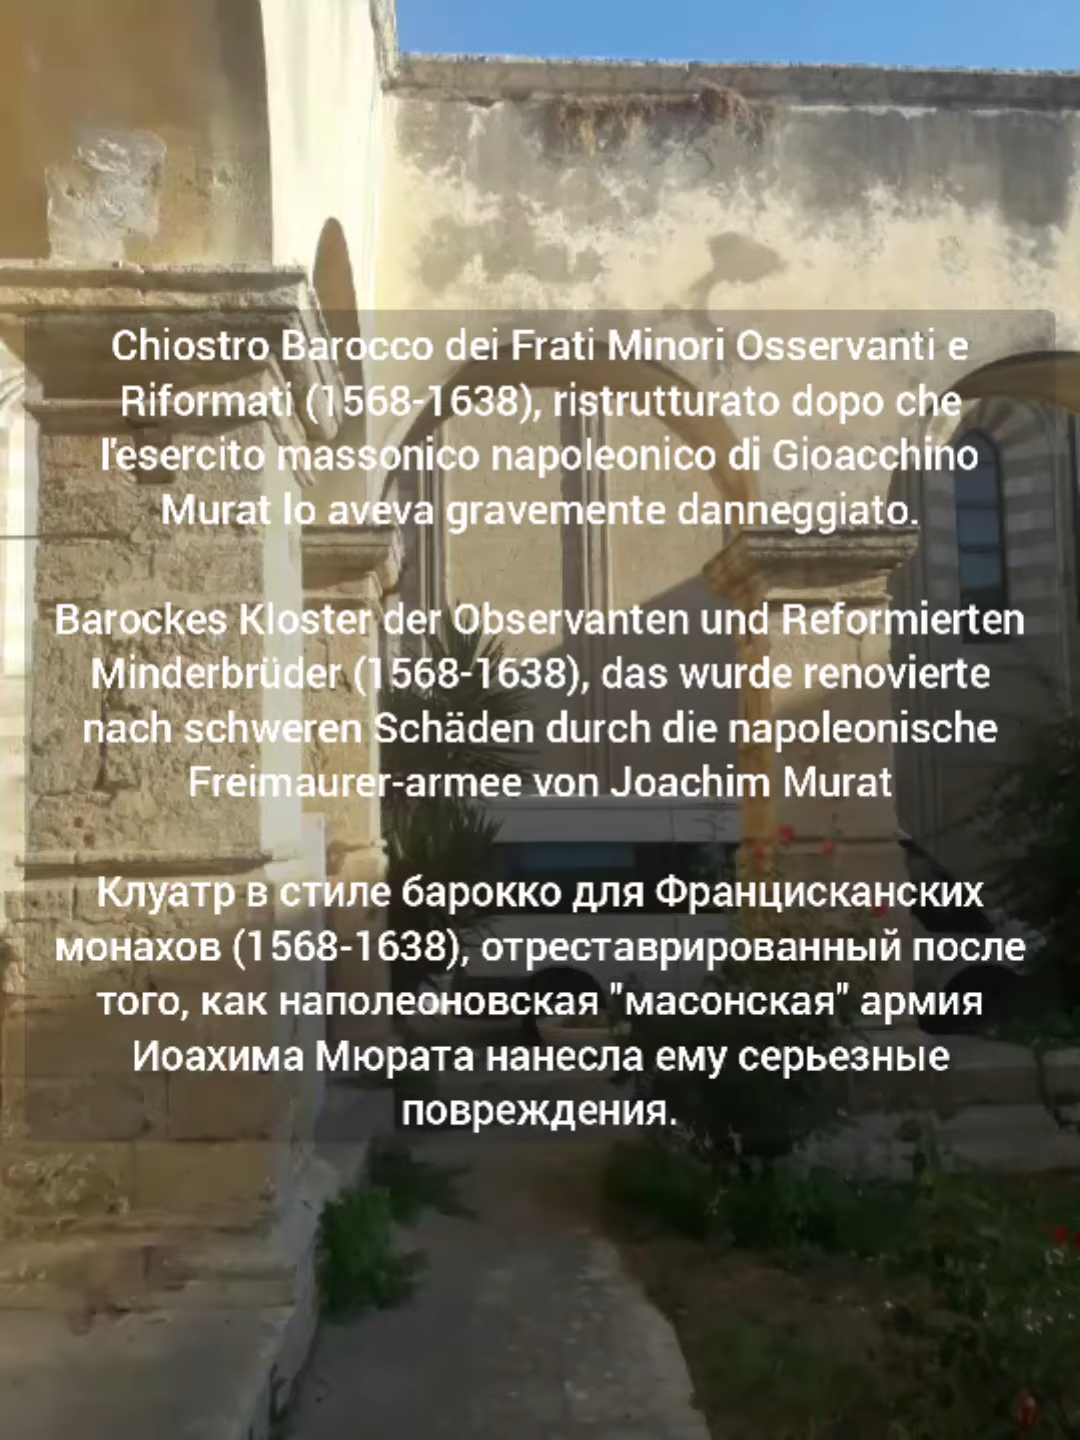 Chiostro Barocco dei Frati Minori Osservanti e
Riformati (1568-1638), ristrutturato dopo che
l'esercito massonico napoleonico di Gioacchino
Murat lo aveva gravemente danneggiato.
Barockes Kloster der Observanten und Reformierten
Minderbrüder (1568-1638), das wurde renovierte
nach schweren Schäden durch die napoleonische
Freimaurer-armee von Joachim Murat
Клуатр в стиле барокко для Францисканских
монахов (1568-1638), отреставрированный после
того, как наполеоновская "масонская" армия
Иоахима Мюрата нанесла ему серьезные
повреждения.